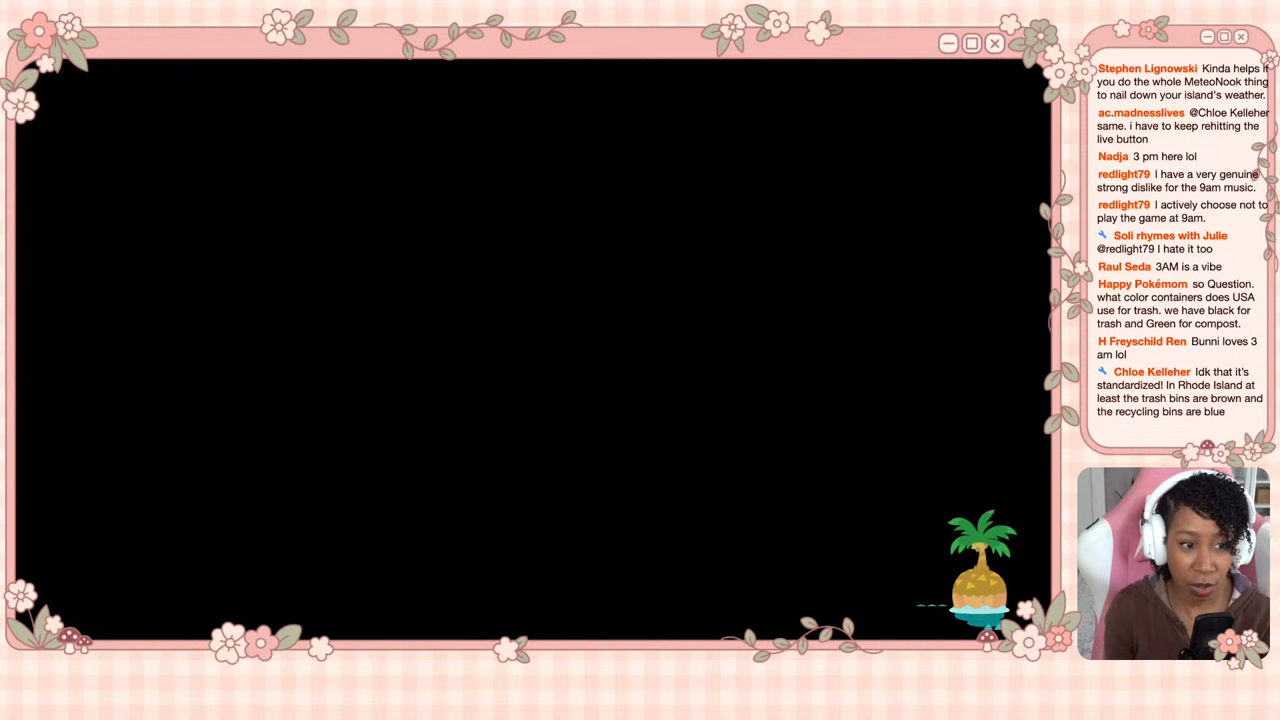 Stephen Lignowski Kinda helps if
you do the whole MeteoNook thing
to nail down your island's weather.
ac.madnesslives @Chloe Kelleher
same. i have to keep rehitting the
live button
Nadja 3 pm here lol
redlight79 I have a very genuine
strong dislike for the 9am music.
redlight79 I actively choose not to
play the game at 9am.
Soli rhymes with Julie
@redlight79 I hate it too
Raul Seda 3AM is a vibe
Happy Pokémom so Question.
what color containers does USA
use for trash. we have black for
trash and Green for compost.
H Freyschild Ren Bunni loves 3
am lol
Chloe Kelleher Idk that it's
standardized! In Rhode Island at
least the trash bins are brown and
the recycling bins are blue